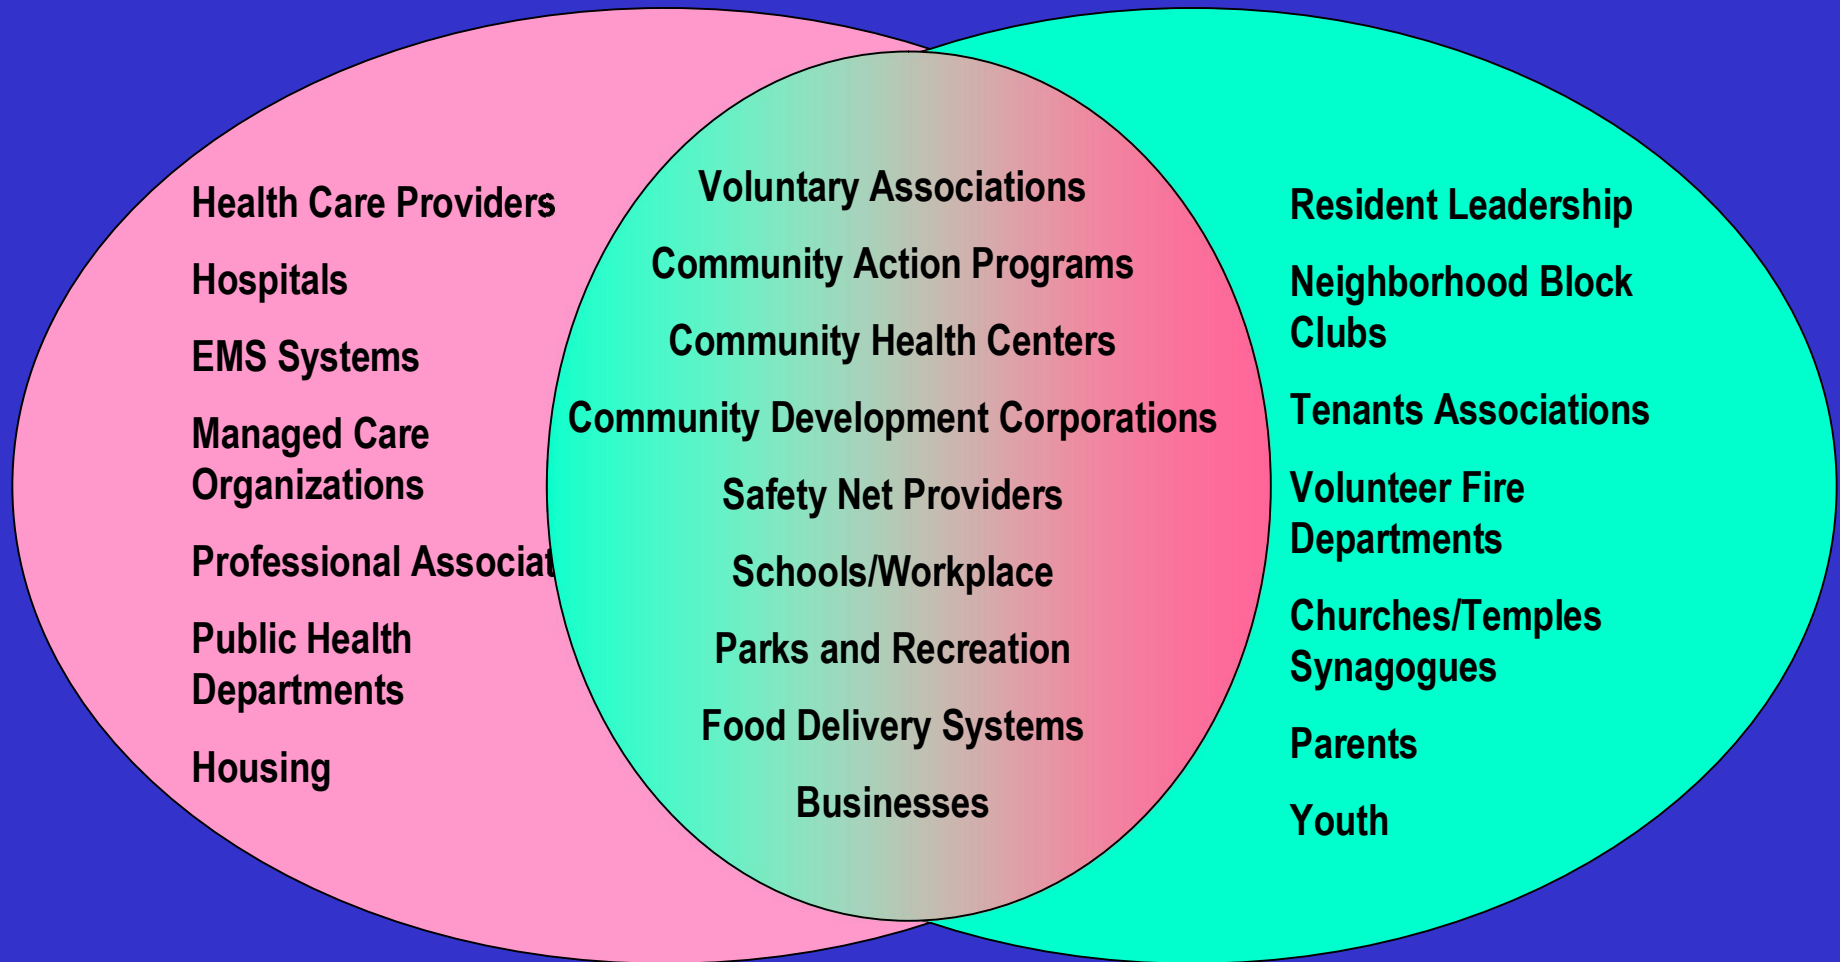 Health Care Providers
Hospitals
EMS Systems
Managed Care
Organizations
Professional Associat
Public Health
Departments
Housing
Voluntary Associations
Community Action Programs
Community Health Centers
Community Development Corporations
Safety Net Providers
Schools/Workplace
Parks and Recreation
Food Delivery Systems
Businesses
Resident Leadership
Neighborhood Block
Clubs
Tenants Associations
Volunteer Fire
Departments
Churches/Temples
Synagogues
Parents
Youth